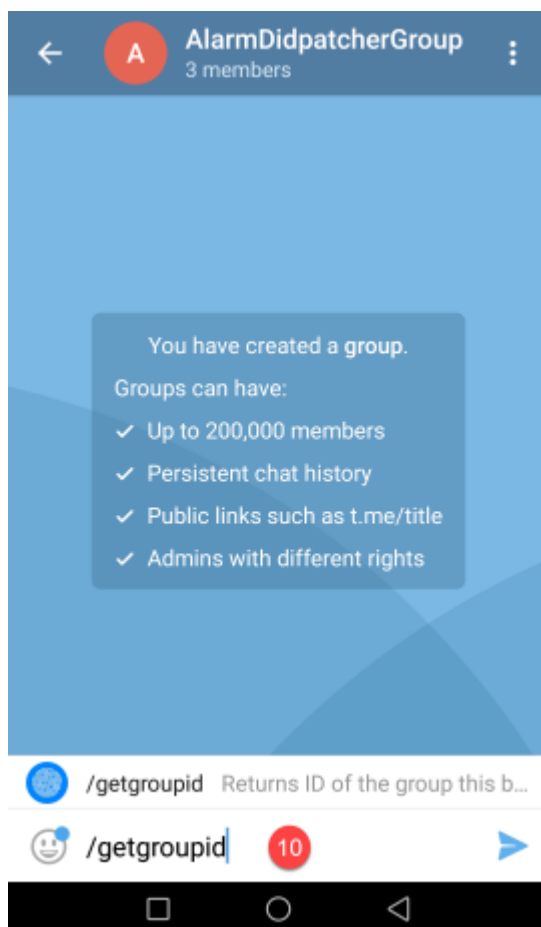 A
AlarmDidpatcherGroup
3 members
You have created a group.
Groups can have:
✓ Up to 200,000 members
✓ Persistent chat history
✓ Public links such as t.me/title
✓ Admins with different rights
/getgroupid Returns ID of the group this b...
/getgroupid 10